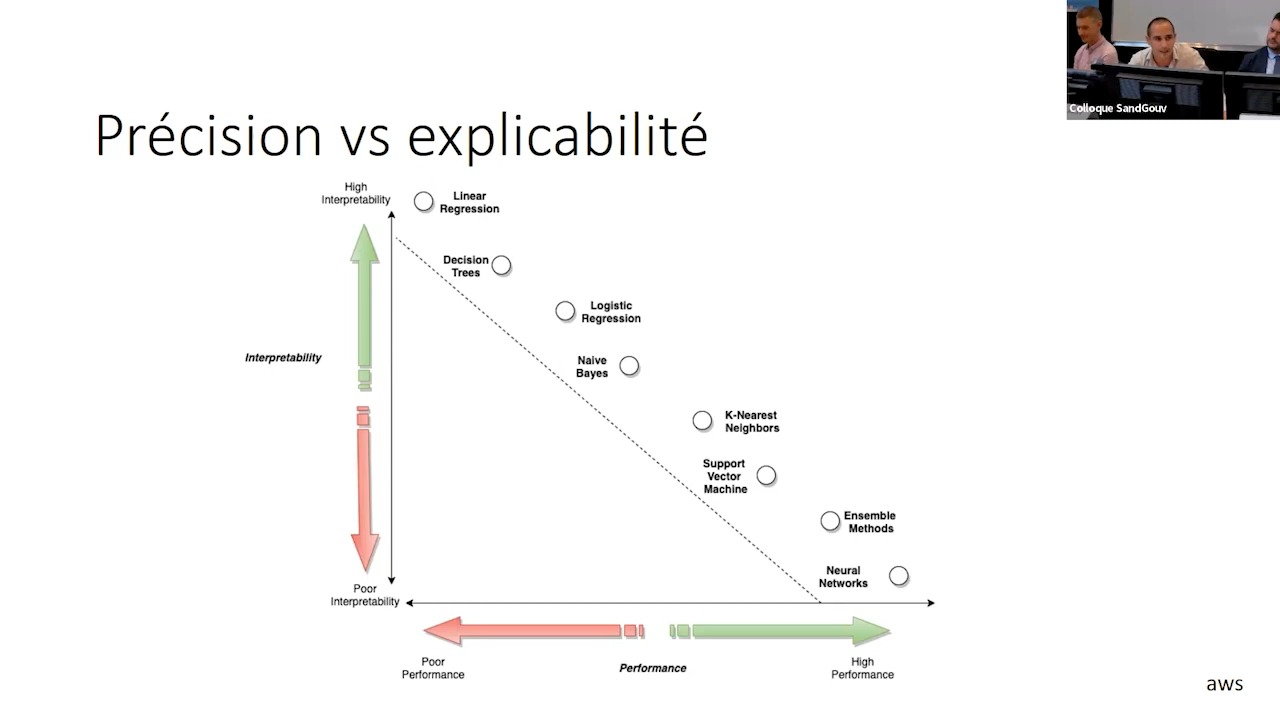 Colloque SandGouv
Précision vs explicabilité
High
Interpretability
Linear
Regression
Decision
Trees
Logistic
Regression
Interpretability
Naive
Bayes
K-Nearest
Neighbors
Support
Vector
Machine
Ensemble
Methods
Neural
Networks
Poor
Interpretability
Poor
Performance
Performance
High
Performance
aws